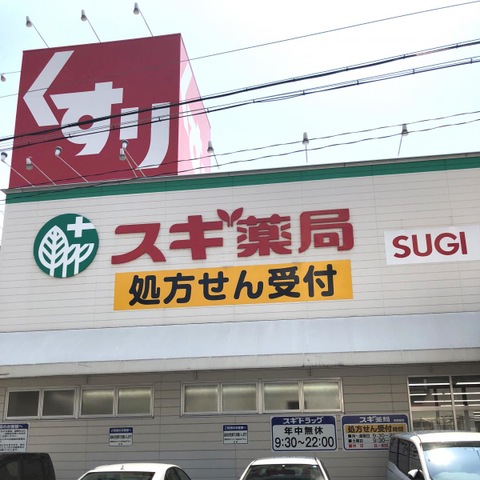 くすり
スギ薬局
SUGI
処方せん受付
スギドラッグ
年中無休
9:30~22:00
スギ薬局
処方せん受付時間